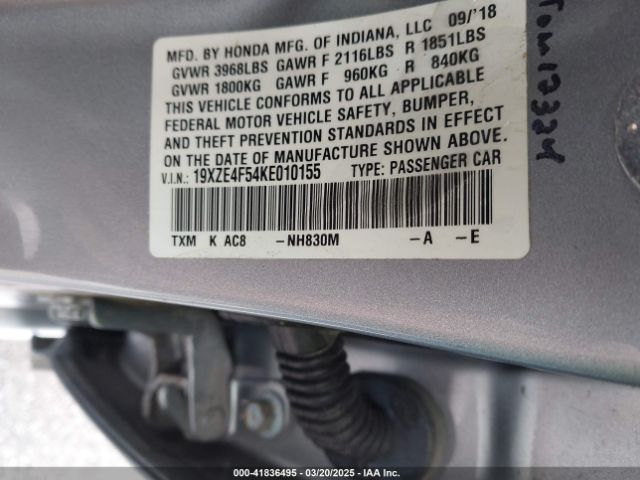 MFD. BY HONDA MFG. OF INDIANA, LLC 09/'18
GVWR 3968LBS GAWR F 2116LBS R 1851LBS
GVWR 1800KG GAWR F 960KG R 840KG
THIS VEHICLE CONFORMS TO ALL APPLICABLE
FEDERAL MOTOR VEHICLE SAFETY, BUMPER,
AND THEFT PREVENTION STANDARDS IN EFFECT
ON THE DATE OF MANUFACTURE SHOWN ABOVE.
V.I.N.: 19XZE4F54KE010155 TYPE: PASSENGER CAR
TXM K AC8 -NH830M -A -E
000-41836495 — 03/20/2025 — IAA Inc.